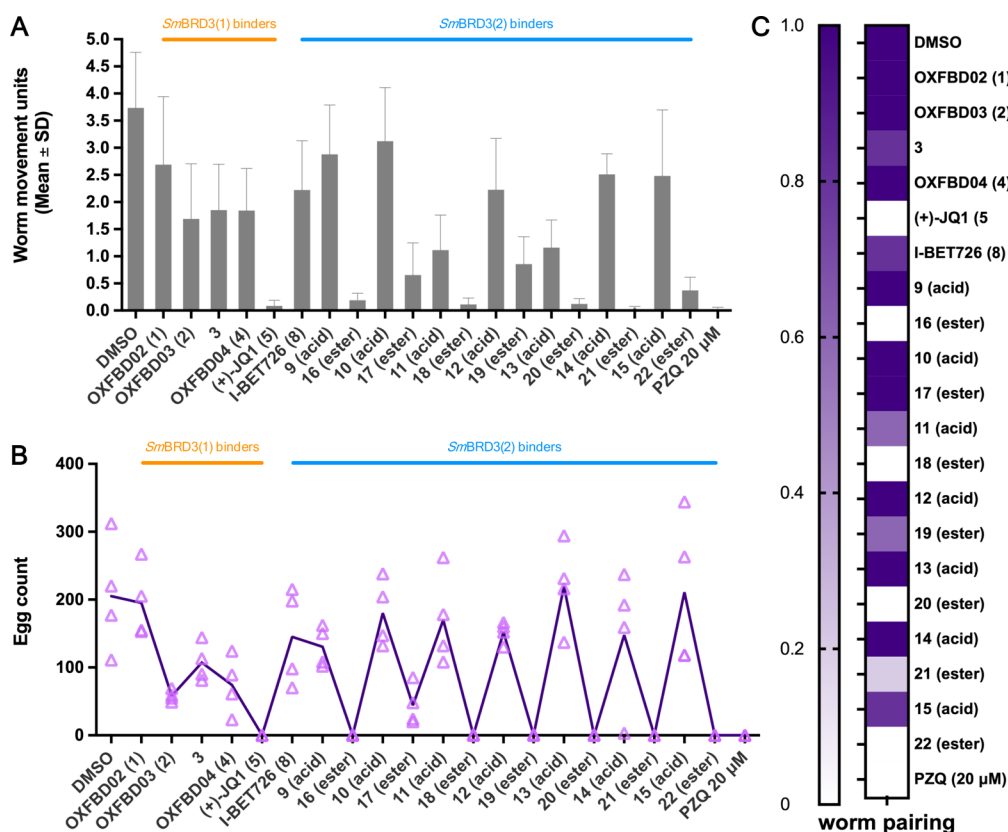 A
SmBRD3(1) binders
SmBRD3(2) binders
5.0
4.5
4.0
3.5
3.0
2.5
2.0
1.5
1.0
0.5
0.0
Worm movement units
(Mean ± SD)
DMSO
OXFBD02 (1)
OXFBD03 (2)
3
OXFBD04 (4)
(+)-JQ1 (5)
I-BET726 (8)
9 (acid)
16 (ester)
10 (acid)
17 (ester)
11 (acid)
18 (ester)
12 (acid)
19 (ester)
13 (acid)
20 (ester)
14 (acid)
21 (ester)
15 (acid)
22 (ester)
PZQ 20 µM
B
SmBRD3(1) binders
SmBRD3(2) binders
400
300
200
100
0
Egg count
DMSO
OXFBD02 (1)
OXFBD03 (2)
3
OXFBD04 (4)
(+)-JQ1 (5)
I-BET726 (8)
9 (acid)
16 (ester)
10 (acid)
17 (ester)
11 (acid)
18 (ester)
12 (acid)
19 (ester)
13 (acid)
20 (ester)
14 (acid)
21 (ester)
15 (acid)
22 (ester)
PZQ 20 µM
C
1.0
0.8
0.6
0.4
0.2
0
DMSO
OXFBD02 (1)
OXFBD03 (2)
3
OXFBD04 (4)
(+)-JQ1 (5
I-BET726 (8)
9 (acid)
16 (ester)
10 (acid)
17 (ester)
11 (acid)
18 (ester)
12 (acid)
19 (ester)
13 (acid)
20 (ester)
14 (acid)
21 (ester)
15 (acid)
22 (ester)
PZQ (20 µM)
worm pairing